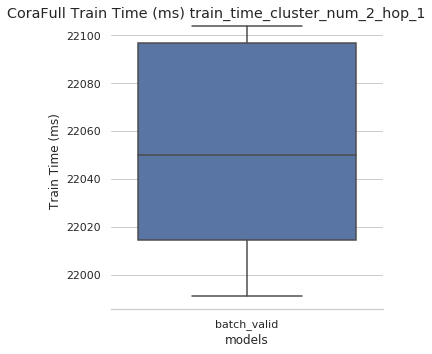 CoraFull Train Time (ms) train_time_cluster_num_2_hop_1
22100
22080
22060
22040
22020
22000
Train Time (ms)
batch_valid
models